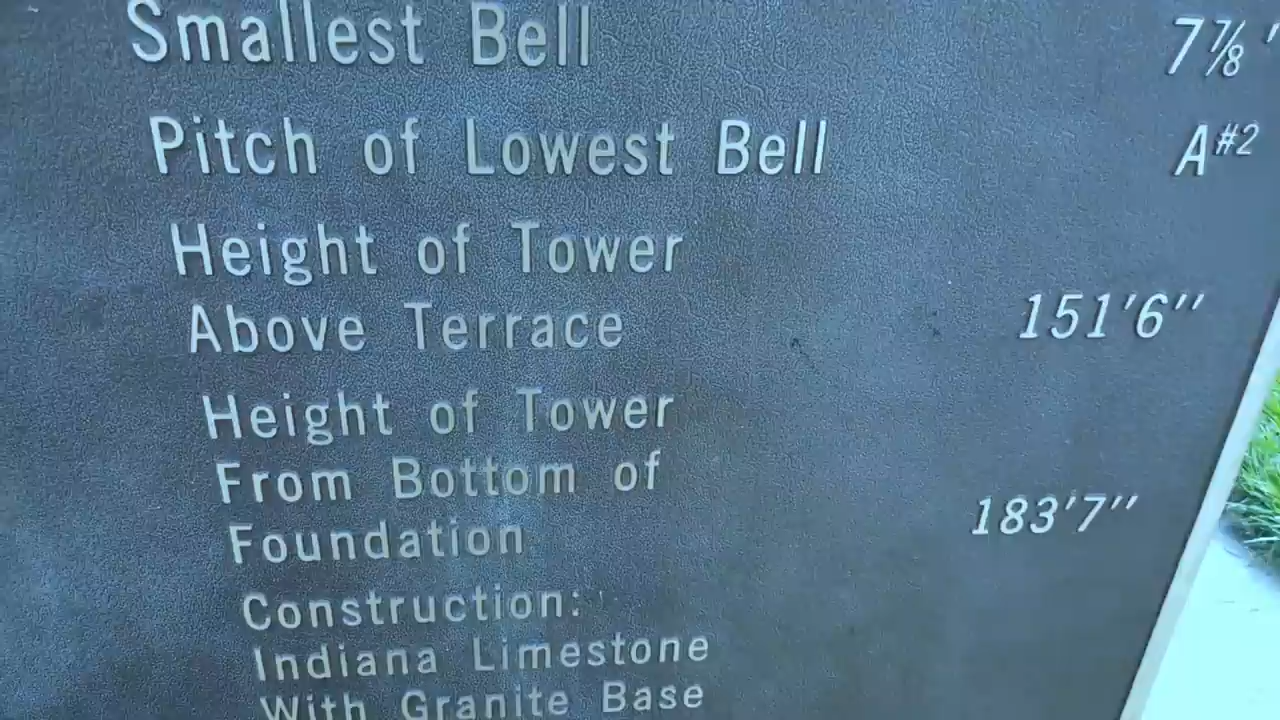 Smallest Bell 7⅞"
Pitch of Lowest Bell A#2
Height of Tower
Above Terrace 151'6''
Height of Tower
From Bottom of
Foundation 183'7''
Construction:
Indiana Limestone
With Granite Base